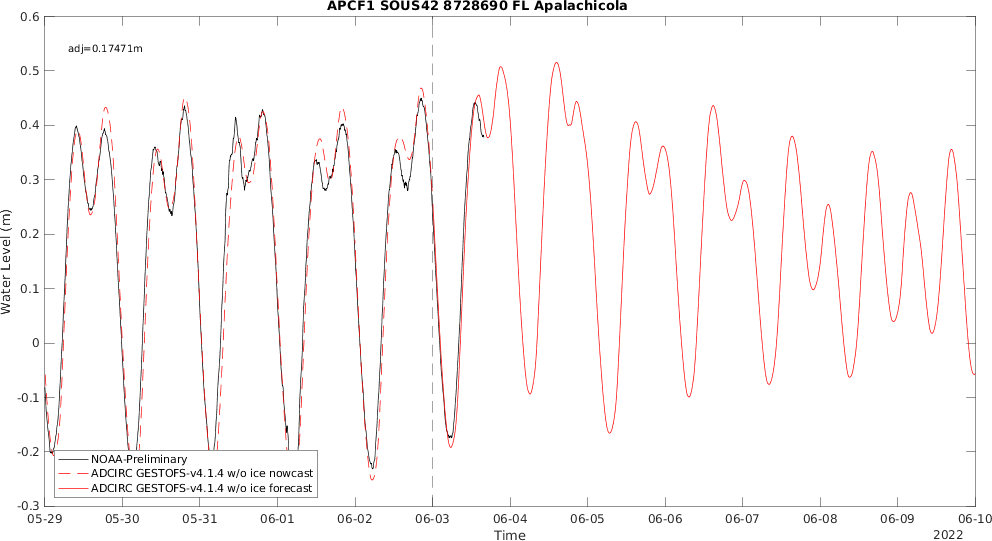 APCF1 SOUS42 8728690 FL Apalachicola
adj=0.17471m
0.6
0.5
0.4
0.3
0.2
0.1
0
-0.1
-0.2
-0.3
Water Level (m)
NOAA-Preliminary
ADCIRC GESTOFS-v4.1.4 w/o ice nowcast
ADCIRC GESTOFS-v4.1.4 w/o ice forecast
05-29 05-30 05-31 06-01 06-02 06-03 06-04 06-05 06-06 06-07 06-08 06-09 06-10
Time
2022